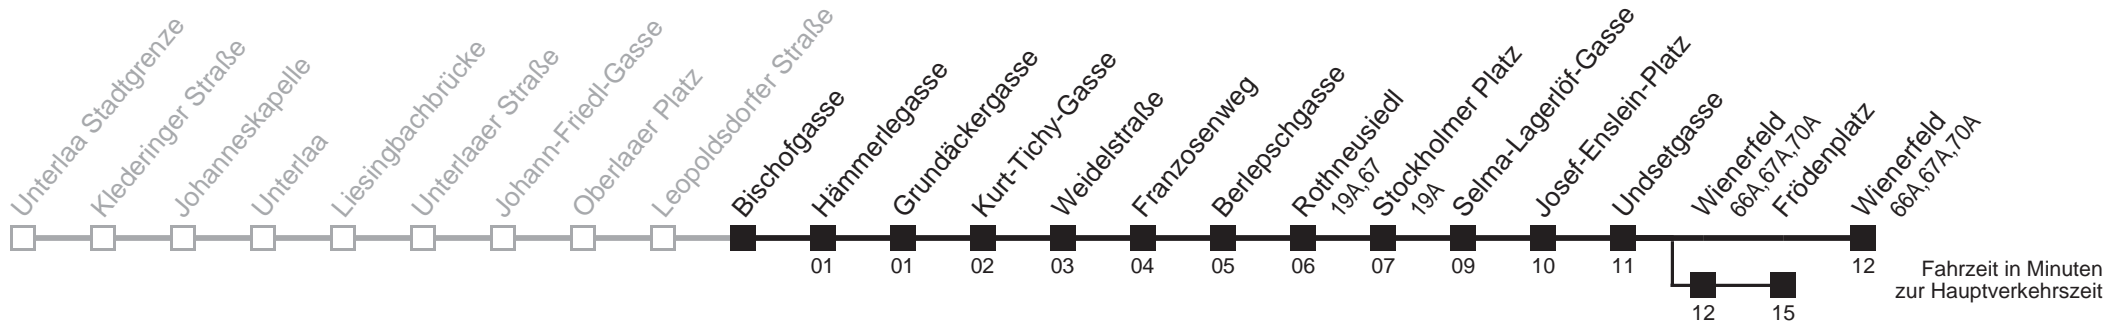 Unterlaa Stadtgrenze
Klederinger Straße
Johanneskapelle
Unterlaa
Liesingbachbrücke
Unterlaaer Straße
Johann-Friedl-Gasse
Oberlaaer Platz
Leopoldsdorfer Straße
Bischofgasse
Hämmerlegasse
Grundäckergasse
Kurt-Tichy-Gasse
Weidelstraße
Franzosenweg
Berlepschgasse
Rothneusiedl
19A,67
Stockholmer Platz
19A
Selma-Lagerlöf-Gasse
Josef-Enslein-Platz
Undsetgasse
Wienerfeld
66A,67A,70A
Frödenplatz
Wienerfeld
66A,67A,70A
01 01 02 03 04 05 06 07 09 10 11 12
12 15
Fahrzeit in Minuten
zur Hauptverkehrszeit